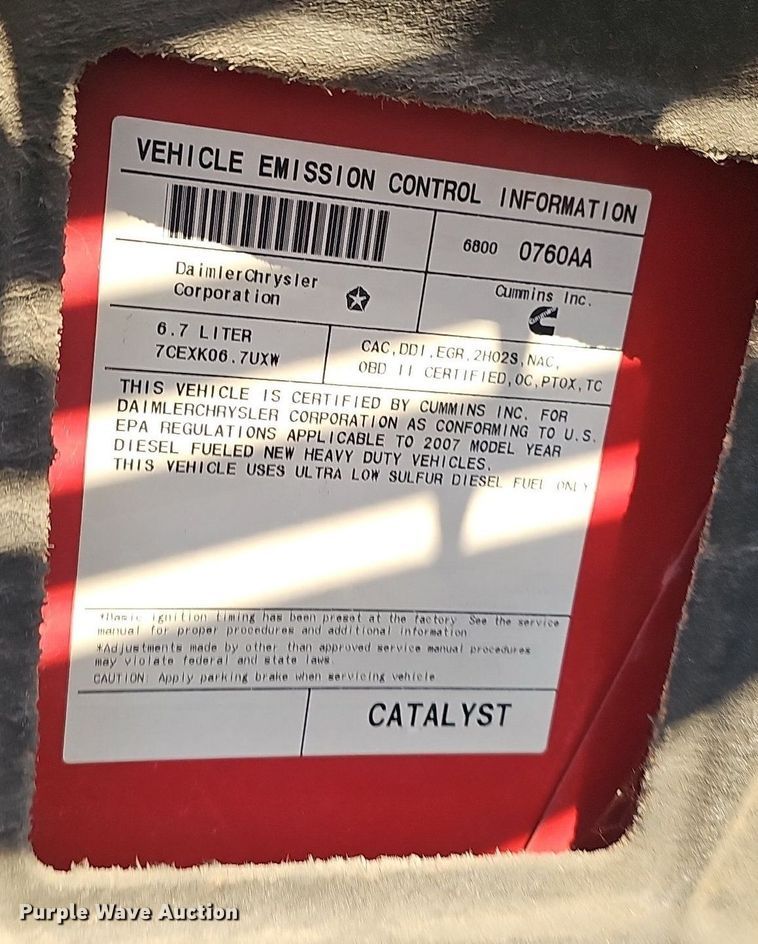 VEHICLE EMISSION CONTROL INFORMATION
6800 0760AA
DaimlerChrysler
Corporation
Cummins Inc.
Cummins
6.7 LITER
7CEXK06.7UXW
CAC,DDI,EGR,2HO2S,NAC,
OBD II CERTIFIED,OC,PTOX,TC
THIS VEHICLE IS CERTIFIED BY CUMMINS INC. FOR
DAIMLERCHRYSLER CORPORATION AS CONFORMING TO U.S.
EPA REGULATIONS APPLICABLE TO 2007 MODEL YEAR
DIESEL FUELED NEW HEAVY DUTY VEHICLES.
THIS VEHICLE USES ULTRA LOW SULFUR DIESEL FUEL ONLY
*Basic ignition timing has been preset at the factory. See the service
manual for proper procedures and additional information
*Adjustments made by other than approved service manual procedures
may violate federal and state laws.
CAUTION: Apply parking brake when servicing vehicle
CATALYST
Purple Wave Auction